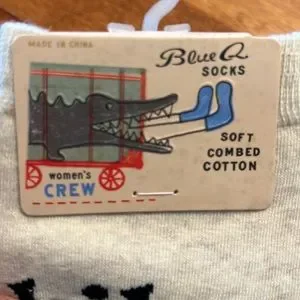 MADE IN CHINA
Blue Q
SOCKS
SOFT
COMBED
COTTON
women's
CREW